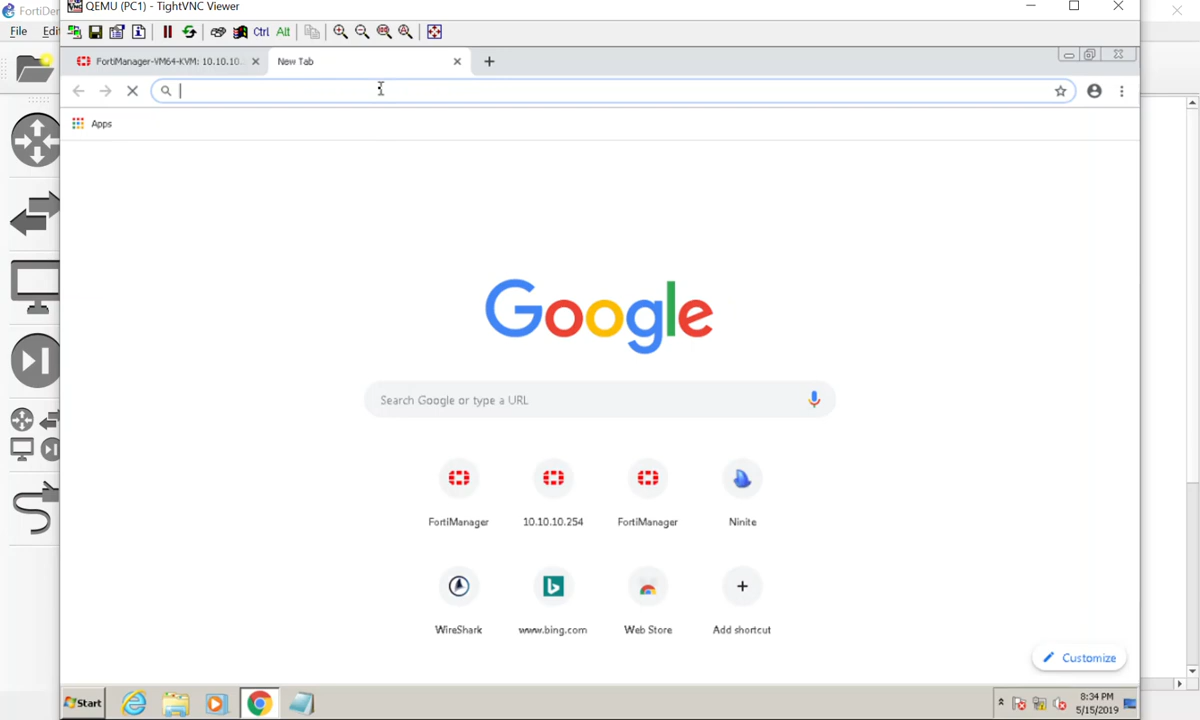 FortiDer
QEMU (PC1) - TightVNC Viewer
File Edi
Ctrl Alt
FortiManager-VM64-KVM: 10.10.10.
New Tab
Apps
Google
Search Google or type a URL
FortiManager
10.10.10.254
FortiManager
Ninite
WireShark
www.bing.com
Web Store
Add shortcut
Customize
Start
8:34 PM
5/15/2019